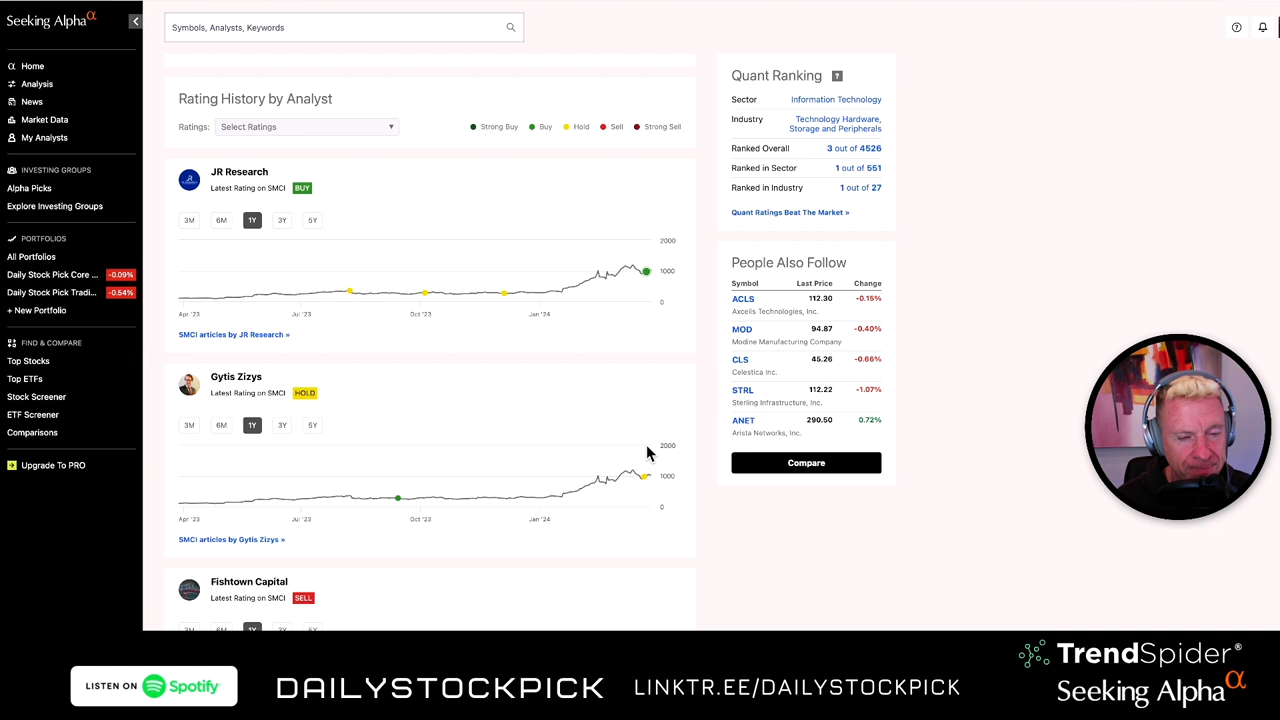 Seeking Alpha α
Symbols, Analysts, Keywords
Home
Analysis
News
Market Data
My Analysts
INVESTING GROUPS
Alpha Picks
Explore Investing Groups
PORTFOLIOS
All Portfolios
Daily Stock Pick Core ... -0.09%
Daily Stock Pick Tradi... -0.54%
+ New Portfolio
FIND & COMPARE
Top Stocks
Top ETFs
Stock Screener
ETF Screener
Comparisons
Upgrade To PRO
Rating History by Analyst
Ratings: Select Ratings
Strong Buy Buy Hold Sell Strong Sell
JR Research
Latest Rating on SMCI BUY
3M 6M 1Y 3Y 5Y
2000
1000
0
Apr '23 Jul '23 Oct '23 Jan '24
SMCI articles by JR Research »
Gytis Zizys
Latest Rating on SMCI HOLD
3M 6M 1Y 3Y 5Y
2000
1000
0
Apr '23 Jul '23 Oct '23 Jan '24
SMCI articles by Gytis Zizys »
Fishtown Capital
Latest Rating on SMCI SELL
3M 6M 1Y 3Y 5Y
Quant Ranking ?
Sector Information Technology
Industry Technology Hardware,
Storage and Peripherals
Ranked Overall 3 out of 4526
Ranked in Sector 1 out of 551
Ranked in Industry 1 out of 27
Quant Ratings Beat The Market »
People Also Follow
Symbol Last Price Change
ACLS 112.30 -0.15%
Axcelis Technologies, Inc.
MOD 94.87 -0.40%
Modine Manufacturing Company
CLS 45.26 -0.66%
Celestica Inc.
STRL 112.22 -1.07%
Sterling Infrastructure, Inc.
ANET 290.50 0.72%
Arista Networks, Inc.
Compare
LISTEN ON Spotify
DAILYSTOCKPICK
LINKTR.EE/DAILYSTOCKPICK
TrendSpider®
Seeking Alpha α